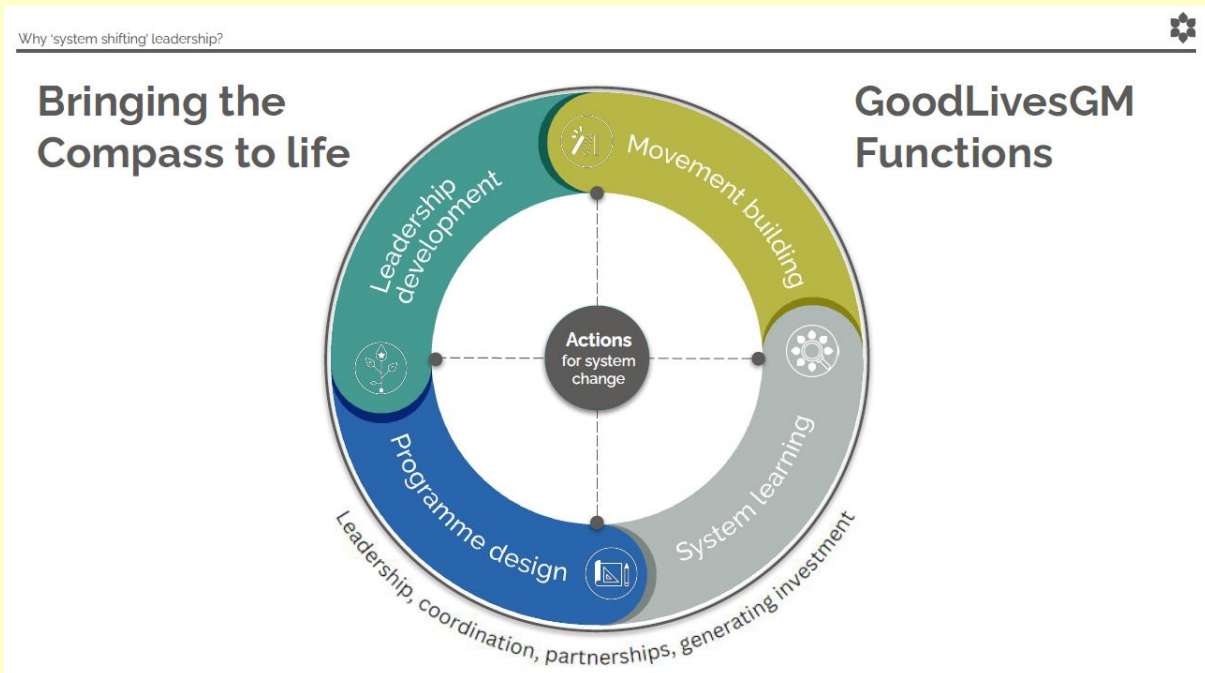 Why 'system shifting' leadership?
Bringing the
Compass to life
GoodLivesGM
Functions
Leadership
development
Movement building
Actions
for system
change
Programme design
System learning
Leadership, coordination, partnerships, generating investment